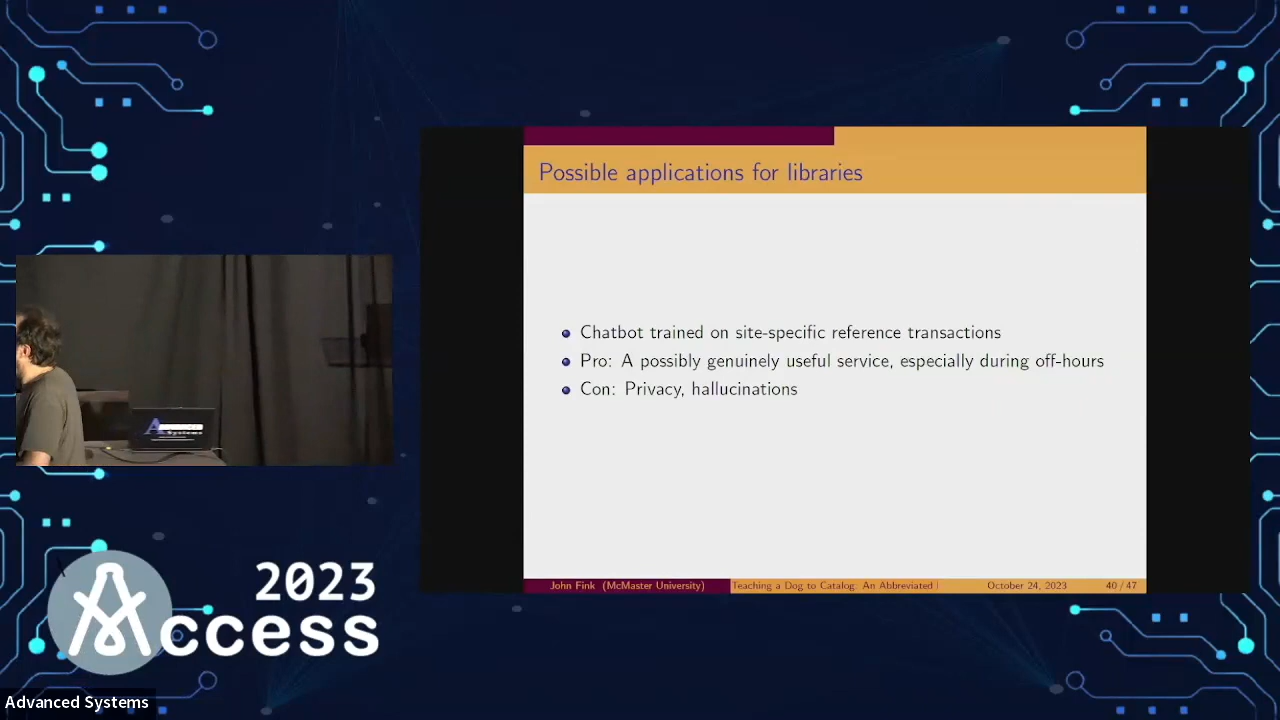 Possible applications for libraries
Chatbot trained on site-specific reference transactions
Pro: A possibly genuinely useful service, especially during off-hours
Con: Privacy, hallucinations
John Fink (McMaster University)
Teaching a Dog to Catalog: An Abbreviated
October 24, 2023
40 / 47
2023
Access
Advanced Systems